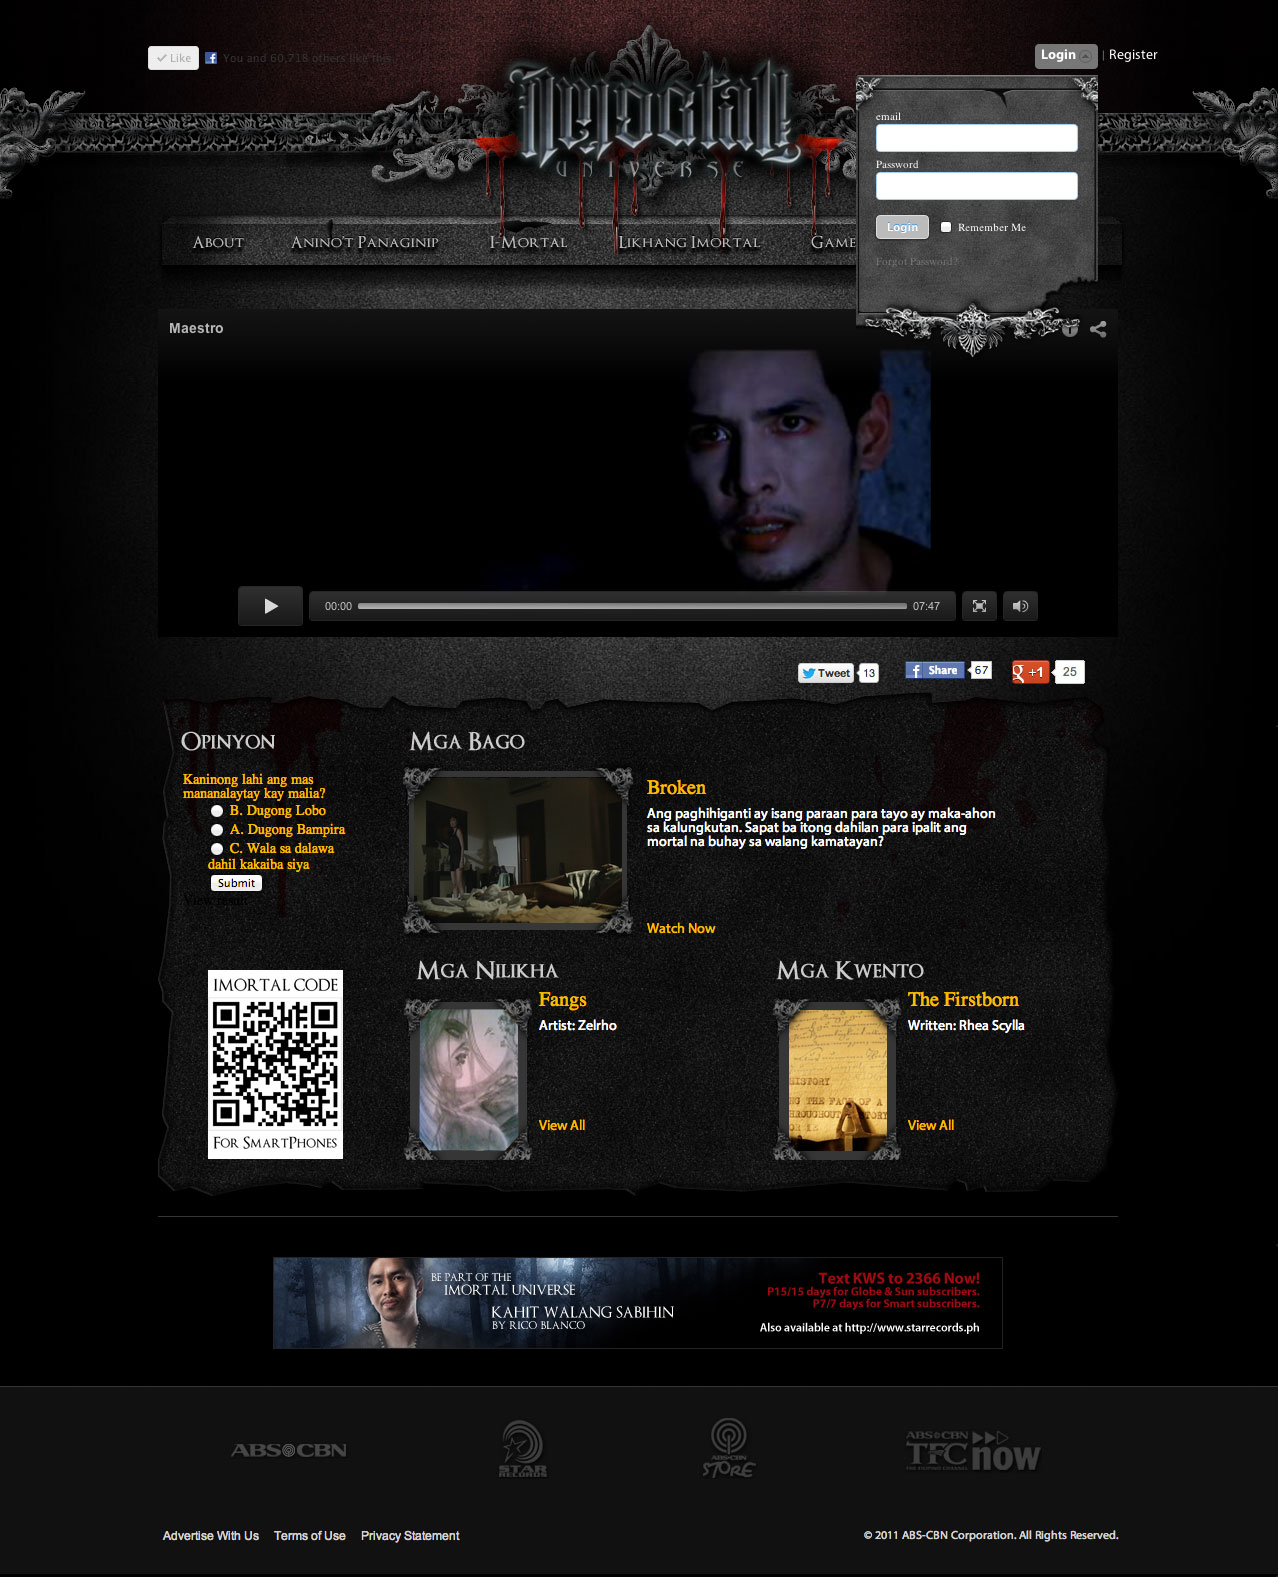 Like
You and 60,718 others like this.
Login
| Register
Imortal
UNIVERSE
email
Password
Login
Remember Me
Forgot Password?
About
Anino't Panaginip
I-Mortal
Likhang Imortal
Game
Maestro
00:00
07:47
Tweet
13
Share
67
+1
25
Opinyon
Kaninong lahi ang mas
mananalaytay kay malia?
B. Dugong Lobo
A. Dugong Bampira
C. Wala sa dalawa
dahil kakaiba siya
Submit
View result
Mga Bago
Broken
Ang paghihiganti ay isang paraan para tayo ay maka-ahon
sa kalungkutan. Sapat ba itong dahilan para ipalit ang
mortal na buhay sa walang kamatayan?
Watch Now
IMORTAL CODE
For SmartPhones
Mga Nilikha
Fangs
Artist: Zelrho
View All
Mga Kwento
HISTORY
The Firstborn
Written: Rhea Scylla
View All
BE PART OF THE
IMORTAL UNIVERSE
KAHIT WALANG SABIHIN
BY RICO BLANCO
Text KWS to 2366 Now!
P15/15 days for Globe & Sun subscribers.
P7/7 days for Smart subscribers.
Also available at http://www.starrecords.ph
ABS-CBN
STAR
RECORDS
ABS-CBN
STORE
ABS-CBN
TFC now
THE FILIPINO CHANNEL
Advertise With Us
Terms of Use
Privacy Statement
© 2011 ABS-CBN Corporation. All Rights Reserved.